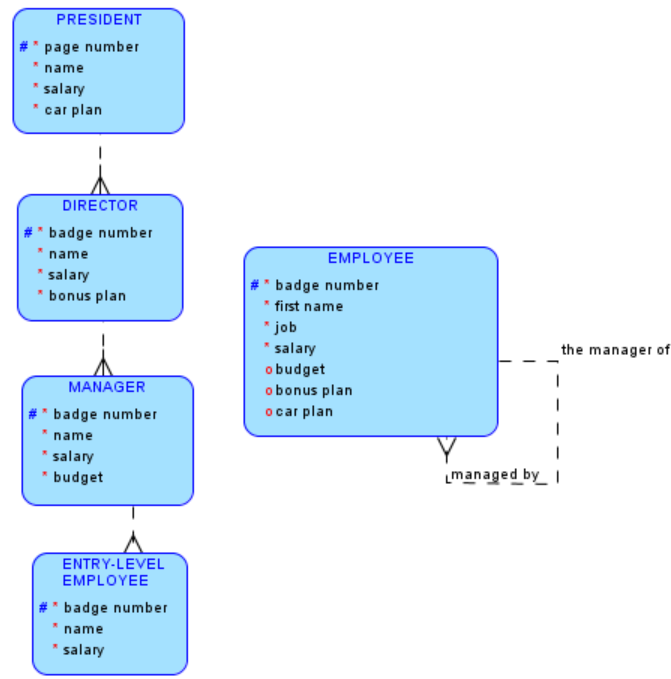 PRESIDENT
# * page number
* name
* salary
* car plan
DIRECTOR
# * badge number
* name
* salary
* bonus plan
MANAGER
# * badge number
* name
* salary
* budget
ENTRY-LEVEL
EMPLOYEE
# * badge number
* name
* salary
EMPLOYEE
# * badge number
* first name
* job
* salary
o budget
o bonus plan
o car plan
the manager of
managed by